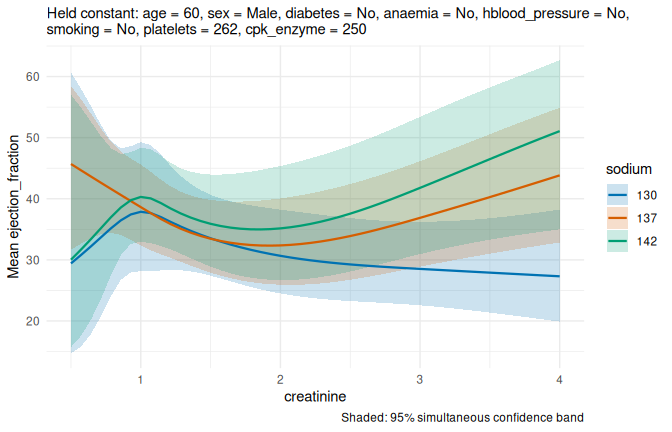 Held constant: age = 60, sex = Male, diabetes = No, anaemia = No, hblood_pressure = No,
smoking = No, platelets = 262, cpk_enzyme = 250
Mean ejection_fraction
60
50
40
30
20
1
2
3
4
creatinine
sodium
130
137
142
Shaded: 95% simultaneous confidence band